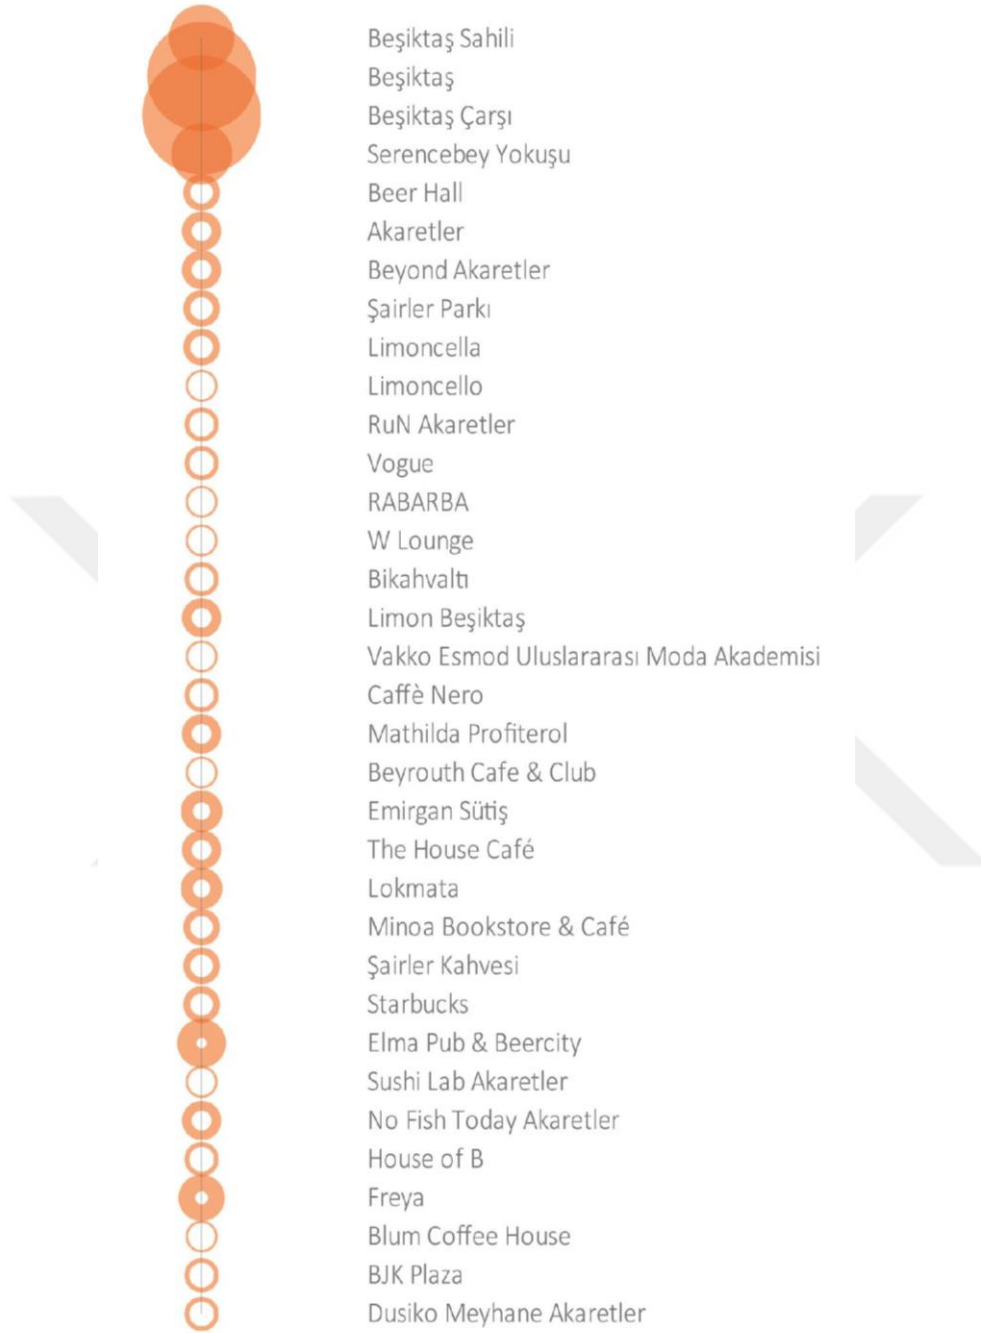 Beşiktaş Sahili
Beşiktaş
Beşiktaş Çarşı
Serencebey Yokuşu
Beer Hall
Akaretler
Beyond Akaretler
Şairler Parkı
Limoncella
Limoncello
RuN Akaretler
Vogue
RABARBA
W Lounge
Bikahvaltı
Limon Beşiktaş
Vakko Esmod Uluslararası Moda Akademisi
Caffè Nero
Mathilda Profiterol
Beyrouth Cafe & Club
Emirgan Sütiş
The House Café
Lokmata
Minoa Bookstore & Café
Şairler Kahvesi
Starbucks
Elma Pub & Beercity
Sushi Lab Akaretler
No Fish Today Akaretler
House of B
Freya
Blum Coffee House
BJK Plaza
Dusiko Meyhane Akaretler